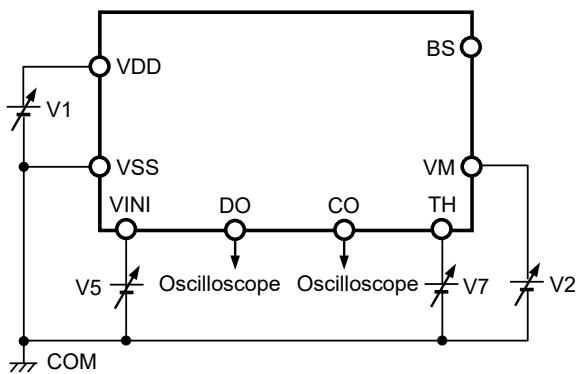 BS
VDD
V1
VSS
VM
VINI
DO
CO
TH
V5
Oscilloscope
Oscilloscope
V7
V2
COM